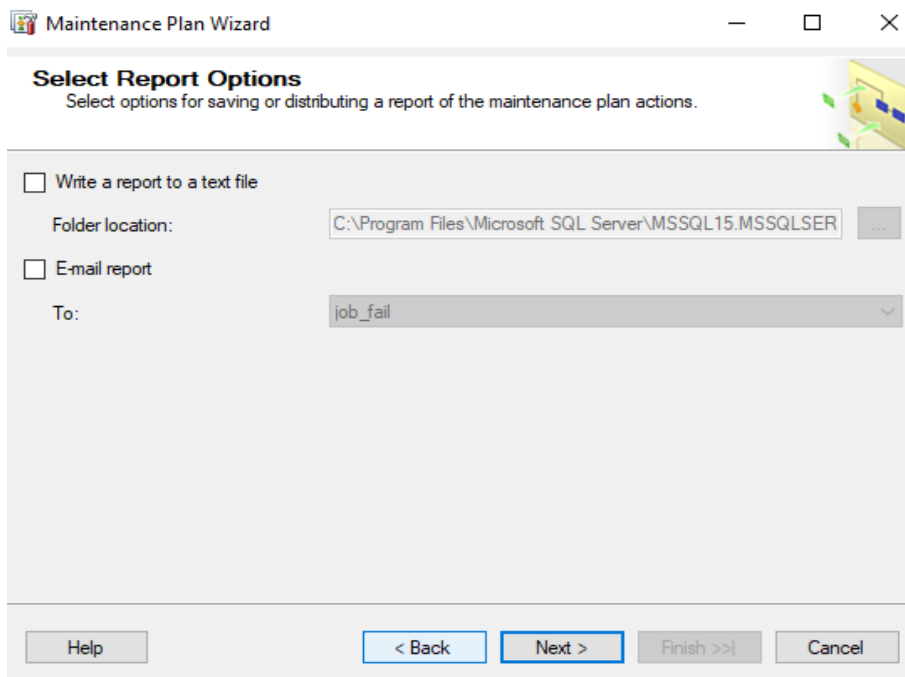 Maintenance Plan Wizard
Select Report Options
Select options for saving or distributing a report of the maintenance plan actions.
Write a report to a text file
Folder location: C:\Program Files\Microsoft SQL Server\MSSQL15.MSSQLSER ...
E-mail report
To: job_fail
Help < Back Next > Finish >>| Cancel